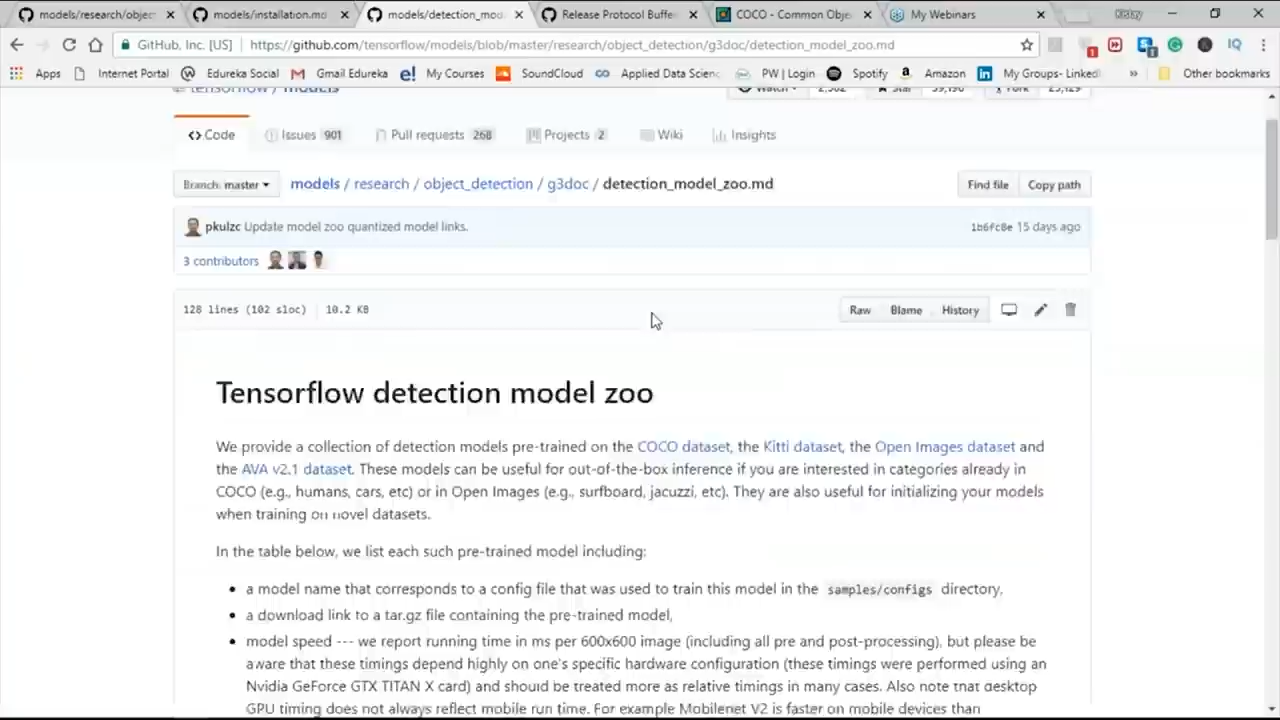 models/research/object models/installation.md models/detection_mod Release Protocol Buffe COCO - Common Obje My Webinars
GitHub, Inc. [US] https://github.com/tensorflow/models/blob/master/research/object_detection/g3doc/detection_model_zoo.md
Apps Internet Portal Edureka Social Gmail Edureka My Courses SoundCloud Applied Data Scien PW | Login Spotify Amazon My Groups- Linked » Other bookmarks
tensorflow / models Watch Star Fork
Code Issues 901 Pull requests 268 Projects 2 Wiki Insights
Branch: master models / research / object_detection / g3doc / detection_model_zoo.md Find file Copy path
pkulzc Update model zoo quantized model links. 1b6fc8e 15 days ago
3 contributors
128 lines (102 sloc) 10.2 KB Raw Blame History
Tensorflow detection model zoo
We provide a collection of detection models pre-trained on the COCO dataset, the Kitti dataset, the Open Images dataset and
the AVA v2.1 dataset. These models can be useful for out-of-the-box inference if you are interested in categories already in
COCO (e.g., humans, cars, etc) or in Open Images (e.g., surfboard, jacuzzi, etc). They are also useful for initializing your models
when training on novel datasets.
In the table below, we list each such pre-trained model including:
• a model name that corresponds to a config file that was used to train this model in the samples/configs directory,
• a download link to a tar.gz file containing the pre-trained model,
• model speed --- we report running time in ms per 600x600 image (including all pre and post-processing), but please be
aware that these timings depend highly on one's specific hardware configuration (these timings were performed using an
Nvidia GeForce GTX TITAN X card) and should be treated more as relative timings in many cases. Also note that desktop
GPU timing does not always reflect mobile run time. For example Mobilenet V2 is faster on mobile devices than